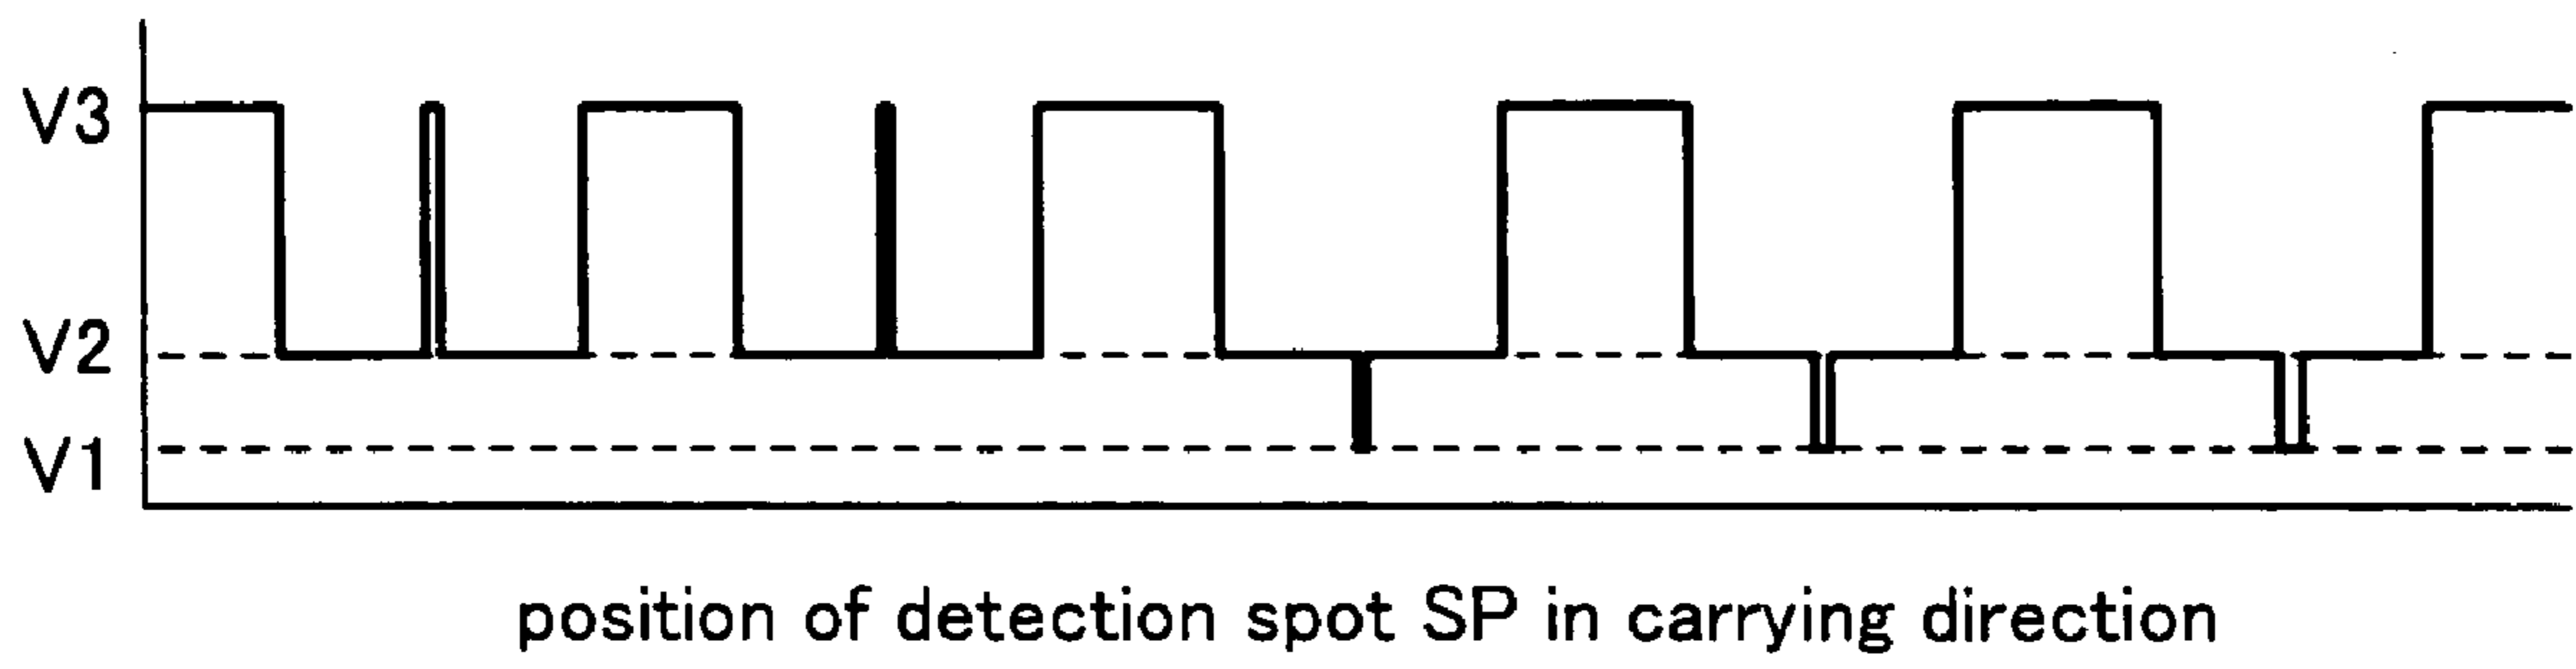 V3
V2
V1
position of detection spot SP in carrying direction